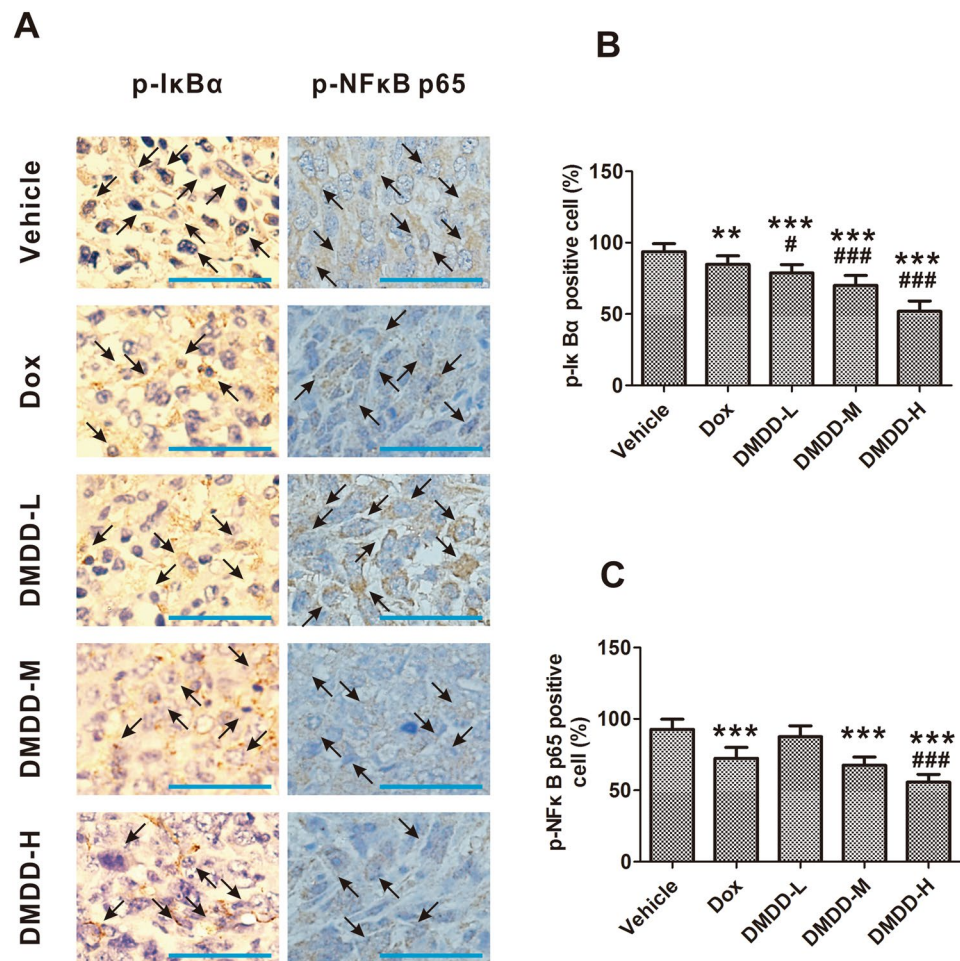 A
p-IκBα
p-NFκB p65
Vehicle
Dox
DMDD-L
DMDD-M
DMDD-H
B
p-Iκ Bα positive cell (%)
150
100
50
0
**
***
#
***
###
***
###
Vehicle
Dox
DMDD-L
DMDD-M
DMDD-H
C
p-NFκ B p65 positive
cell (%)
150
100
50
0
***
***
***
###
Vehicle
Dox
DMDD-L
DMDD-M
DMDD-H